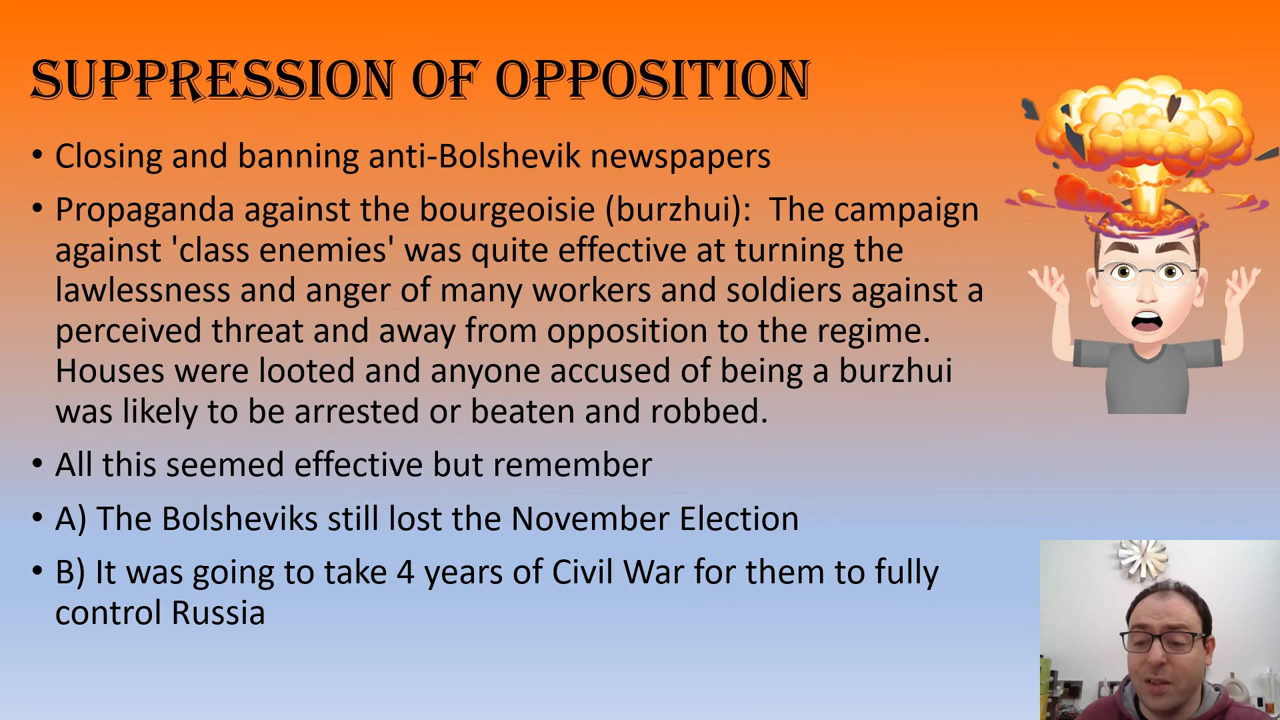 SUPPRESSION OF OPPOSITION
• Closing and banning anti-Bolshevik newspapers
• Propaganda against the bourgeoisie (burzhui):  The campaign
against 'class enemies' was quite effective at turning the
lawlessness and anger of many workers and soldiers against a
perceived threat and away from opposition to the regime.
Houses were looted and anyone accused of being a burzhui
was likely to be arrested or beaten and robbed.
• All this seemed effective but remember
• A) The Bolsheviks still lost the November Election
• B) It was going to take 4 years of Civil War for them to fully
control Russia